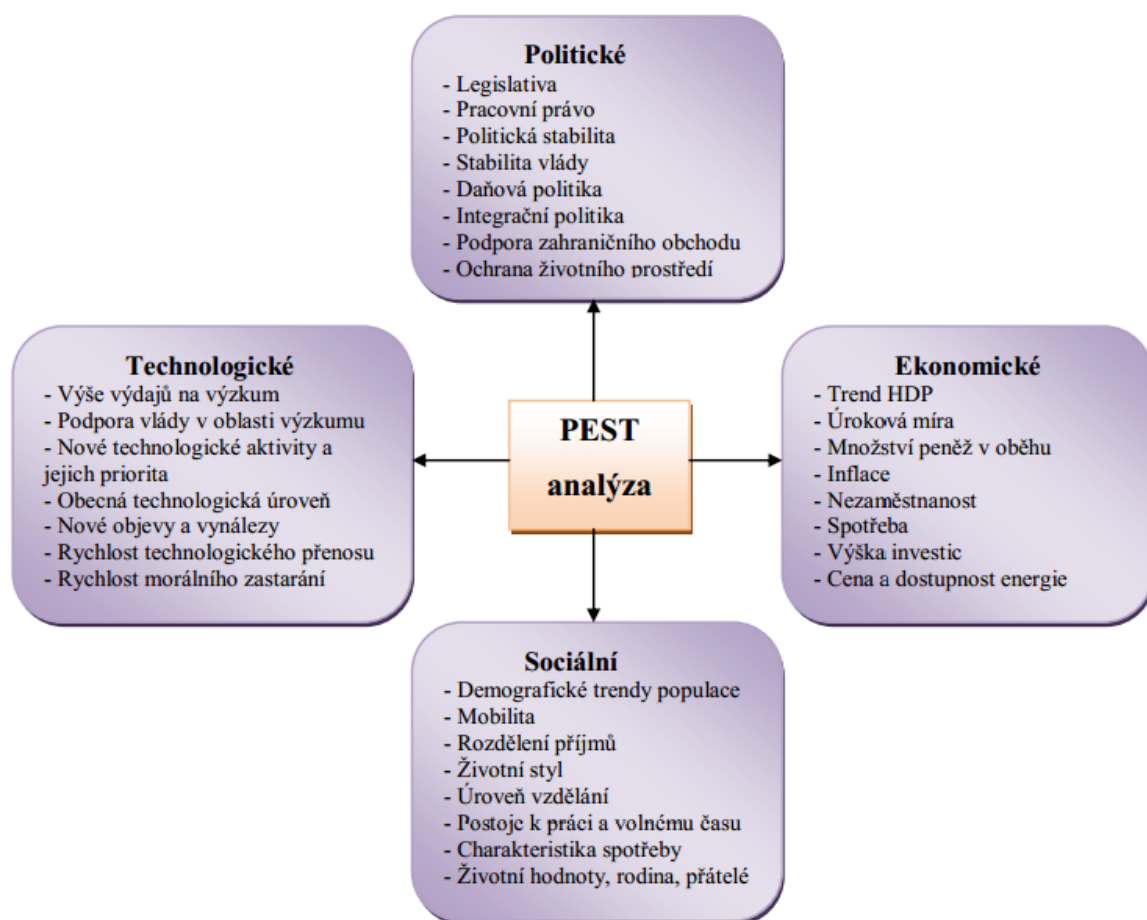 Politické
- Legislativa
- Pracovní právo
- Politická stabilita
- Stabilita vlády
- Daňová politika
- Integrační politika
- Podpora zahraničního obchodu
- Ochrana životního prostředí
Technologické
- Výše výdajů na výzkum
- Podpora vlády v oblasti výzkumu
- Nové technologické aktivity a
jejich priorita
- Obecná technologická úroveň
- Nové objevy a vynálezy
- Rychlost technologického přenosu
- Rychlost morálního zastarání
PEST
analýza
Ekonomické
- Trend HDP
- Úroková míra
- Množství peněž v oběhu
- Inflace
- Nezaměstnanost
- Spotřeba
- Výška investic
- Cena a dostupnost energie
Sociální
- Demografické trendy populace
- Mobilita
- Rozdělení příjmů
- Životní styl
- Úroveň vzdělání
- Postoje k práci a volnému času
- Charakteristika spotřeby
- Životní hodnoty, rodina, přátelé